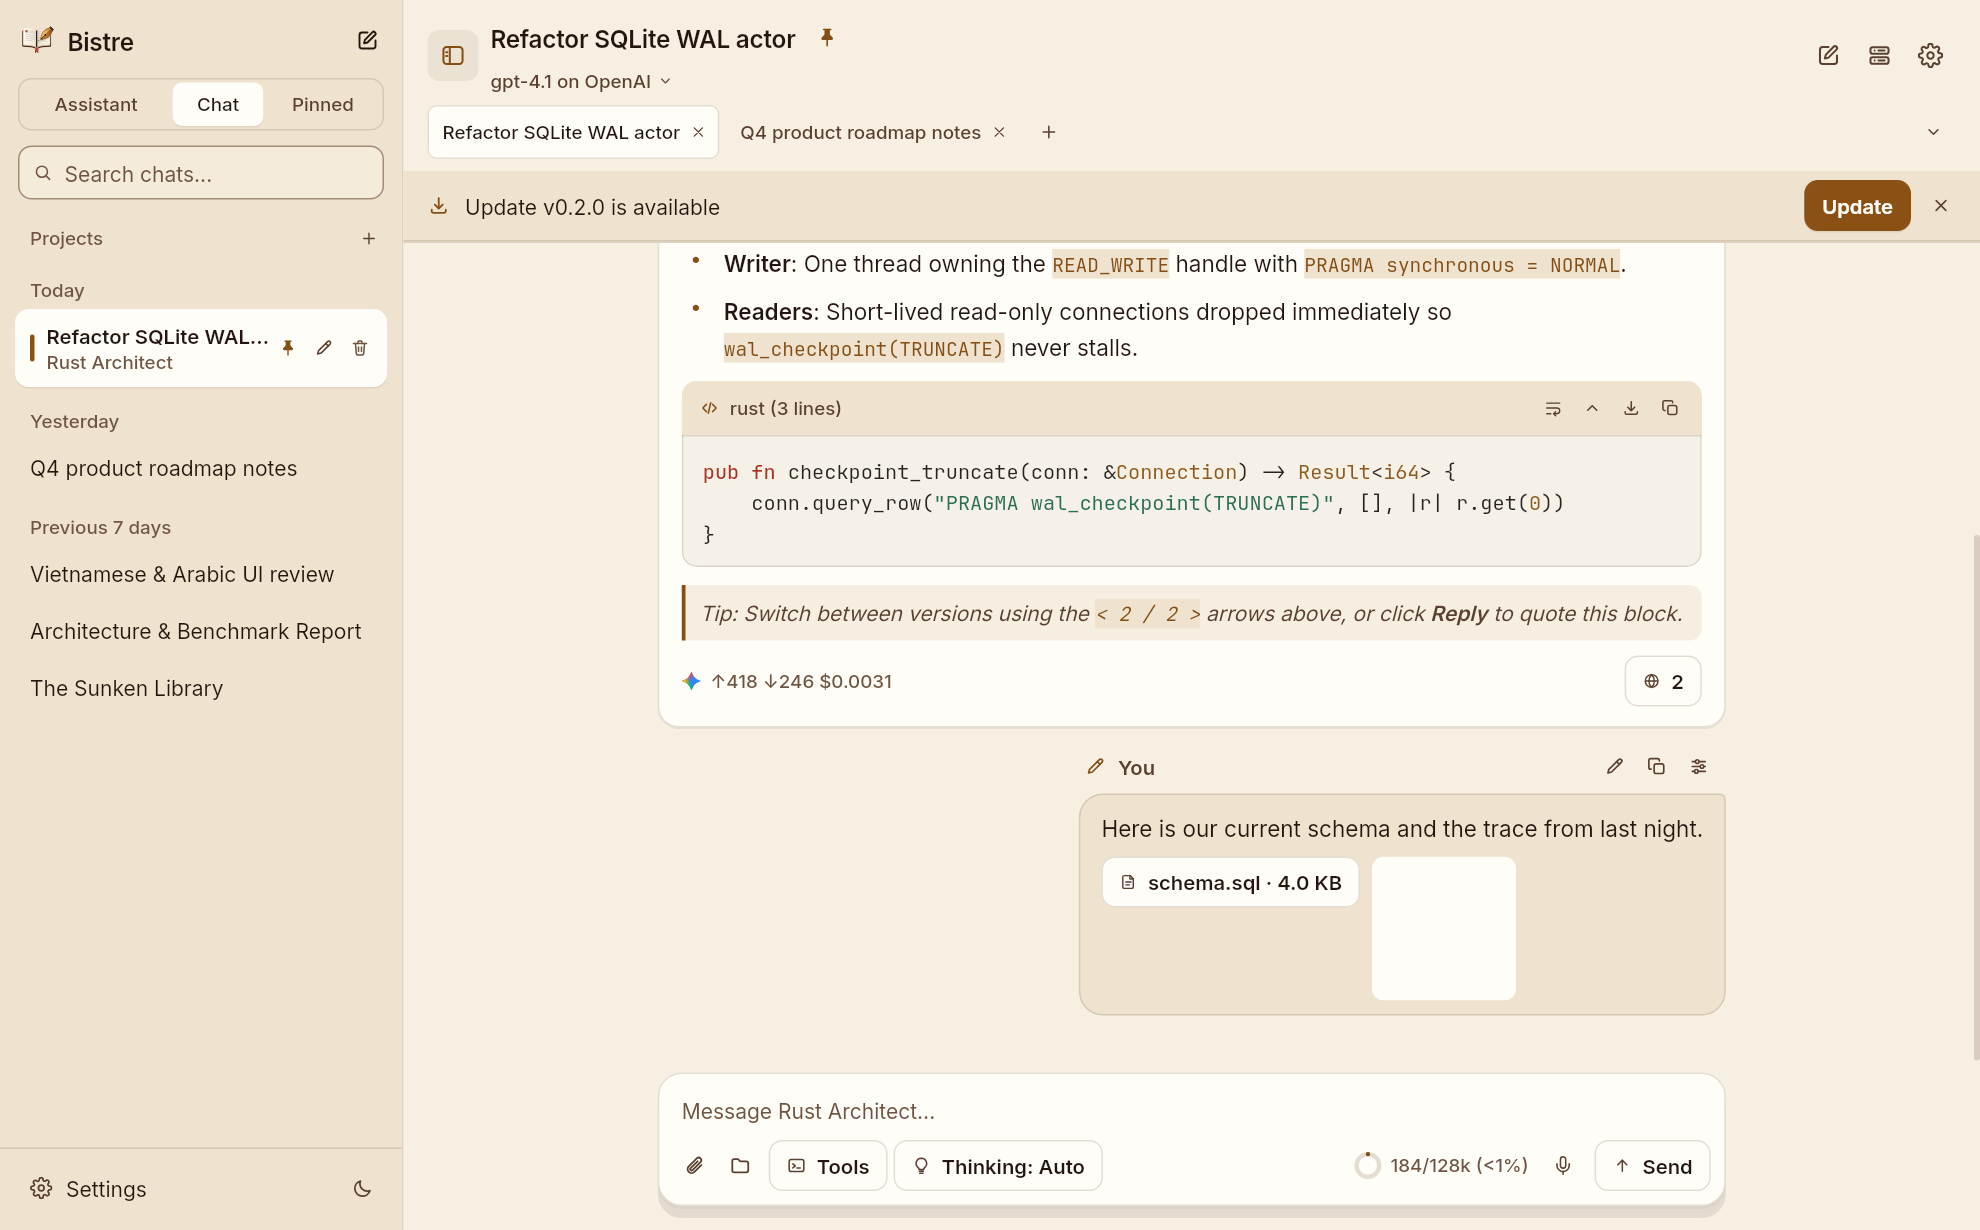 Bistre
Assistant
Chat
Pinned
Search chats...
Projects
Today
Refactor SQLite WAL...
Rust Architect
Yesterday
Q4 product roadmap notes
Previous 7 days
Vietnamese & Arabic UI review
Architecture & Benchmark Report
The Sunken Library
Settings
Refactor SQLite WAL actor
gpt-4.1 on OpenAI
Refactor SQLite WAL actor
Q4 product roadmap notes
Update v0.2.0 is available
Update
• Writer: One thread owning the READ_WRITE handle with PRAGMA synchronous = NORMAL.
• Readers: Short-lived read-only connections dropped immediately so
wal_checkpoint(TRUNCATE) never stalls.
rust (3 lines)
pub fn checkpoint_truncate(conn: &Connection) -> Result<i64> {
    conn.query_row("PRAGMA wal_checkpoint(TRUNCATE)", [], |r| r.get(0))
}
Tip: Switch between versions using the < 2 / 2 > arrows above, or click Reply to quote this block.
↑418 ↓246 $0.0031
2
You
Here is our current schema and the trace from last night.
schema.sql · 4.0 KB
Message Rust Architect...
Tools
Thinking: Auto
184/128k (<1%)
Send